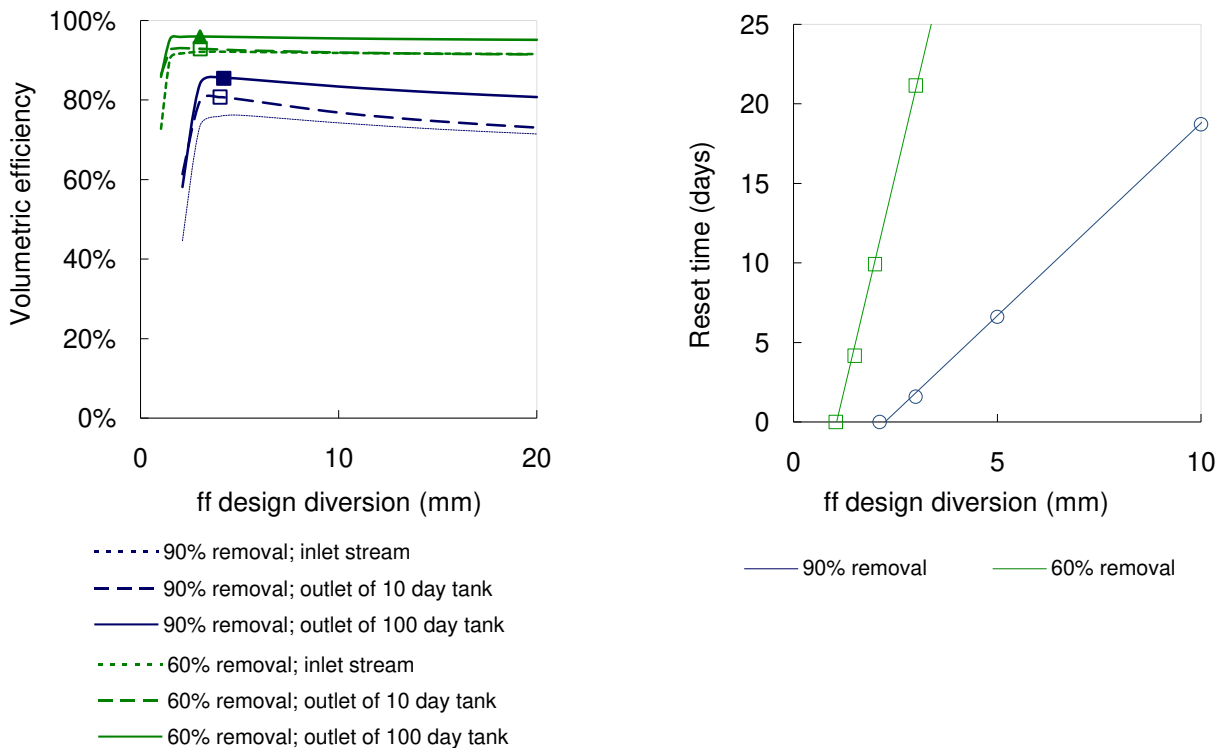 Volumetric efficiency
100%
80%
60%
40%
20%
0%
0
10
20
ff design diversion (mm)
90% removal; inlet stream
90% removal; outlet of 10 day tank
90% removal; outlet of 100 day tank
60% removal; inlet stream
60% removal; outlet of 10 day tank
60% removal; outlet of 100 day tank
Reset time (days)
25
20
15
10
5
0
0
5
10
ff design diversion (mm)
90% removal
60% removal